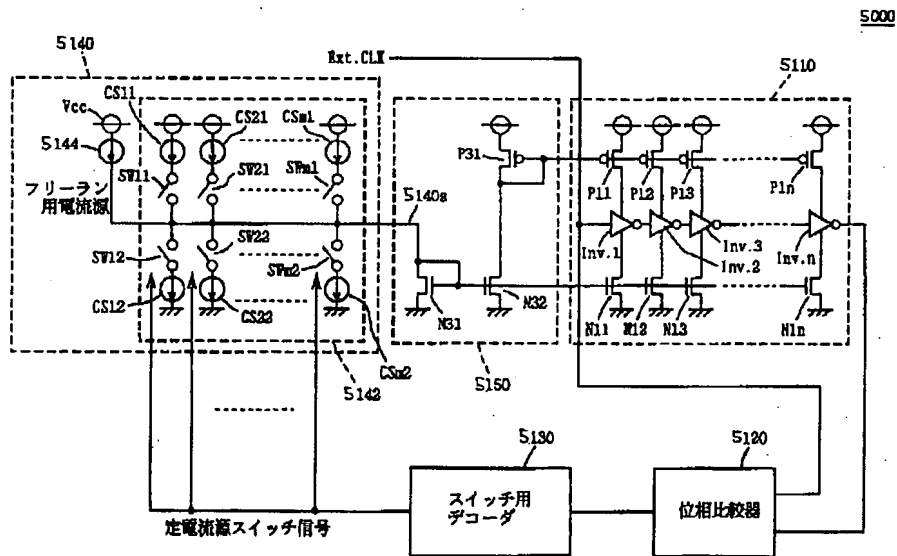 5000
5140
Ext.CLK
5110
CS11
Vcc
CS21
CSm1
5144
P31
SW11
SW21
SWm1
P11
P12
P13
P1n
フリーラン
用電流源
5140a
SW12
SW22
SWm2
Inv.1
Inv.3
Inv.2
Inv.n
CS12
CS22
N31
N32
N11
N12
N13
N1n
CSm2
5142
5150
5130
5120
スイッチ用
デコーダ
位相比較器
定電流源スイッチ信号